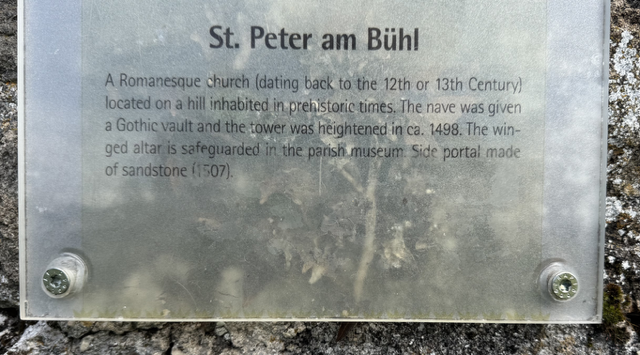 St. Peter am Bühl
A Romanesque church (dating back to the 12th or 13th Century)
located on a hill inhabited in prehistoric times. The nave was given
a Gothic vault and the tower was heightened in ca. 1498. The win-
ged altar is safeguarded in the parish museum. Side portal made
of sandstone (1507).